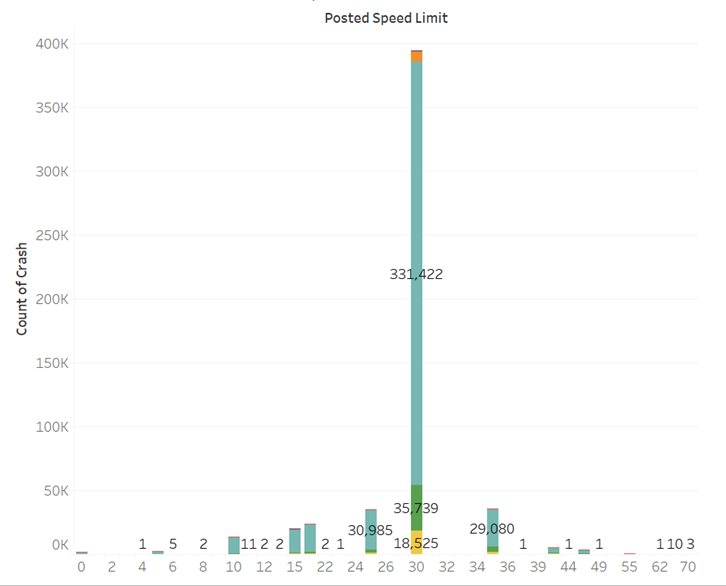 Posted Speed Limit
400K
350K
300K
250K
200K
150K
100K
50K
0K
Count of Crash
331,422
35,739
30,985
29,080
18,525
1 5 2 11 2 2 2 1 1 1 1 1 10 3
0 2 4 6 8 10 12 15 22 24 26 30 32 34 36 39 44 49 55 62 70